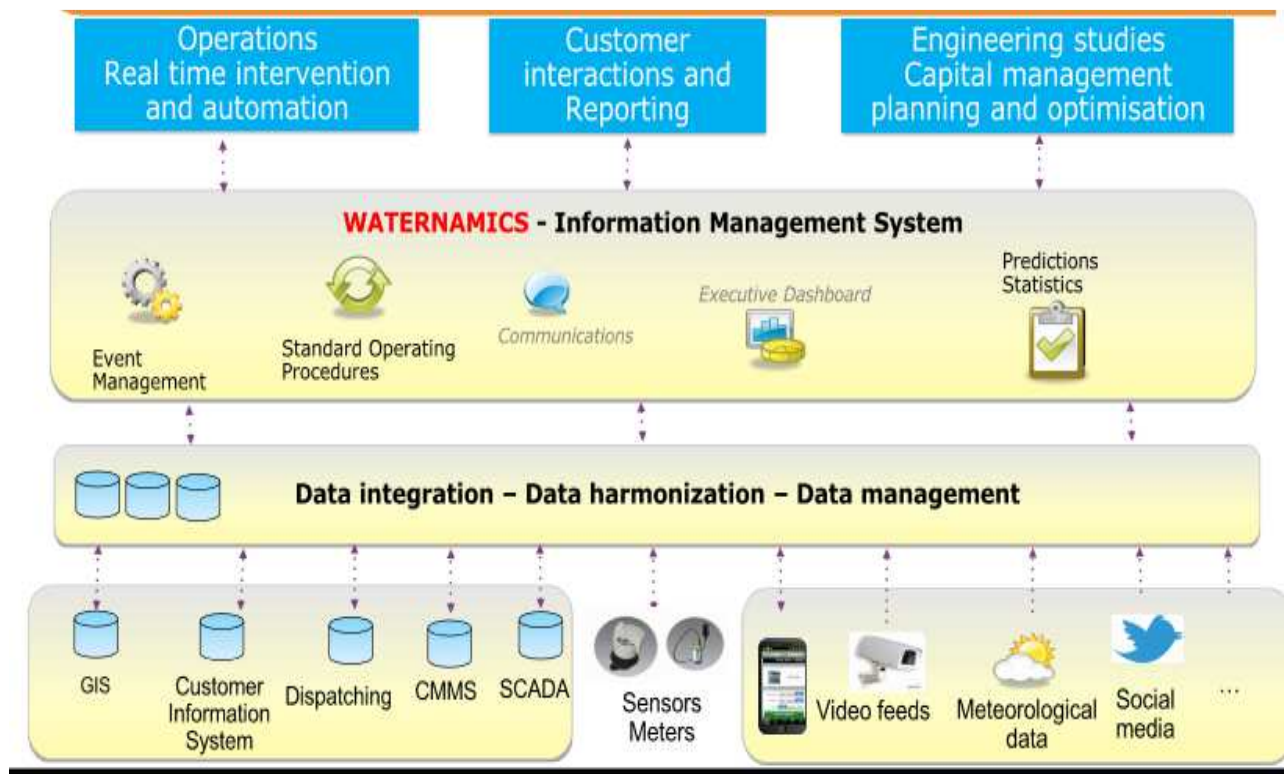 Operations
Real time intervention
and automation
Customer
interactions and
Reporting
Engineering studies
Capital management
planning and optimisation
WATERNAMICS - Information Management System
Event
Management
Standard Operating
Procedures
Communications
Executive Dashboard
Predictions
Statistics
Data integration – Data harmonization – Data management
GIS
Customer
Information
System
Dispatching
CMMS
SCADA
Sensors
Meters
Video feeds
Meteorological
data
Social
media
...